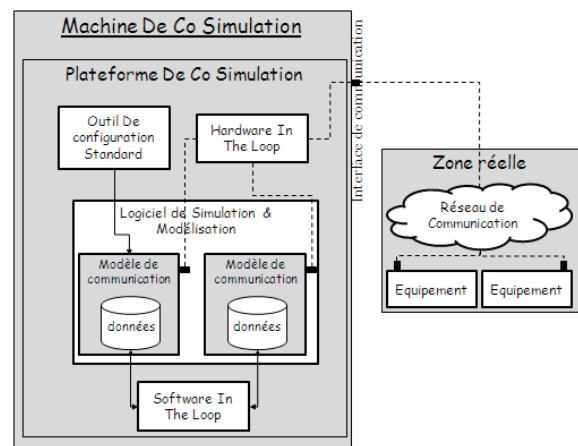 Machine De Co Simulation
Plateforme De Co Simulation
Outil De
configuration
Standard
Hardware In
The Loop
Interface de communication
Logiciel de Simulation &
Modélisation
Modèle de
communication
données
Modèle de
communication
données
Software In
The Loop
Zone réelle
Réseau de
Communication
Equipement
Equipement